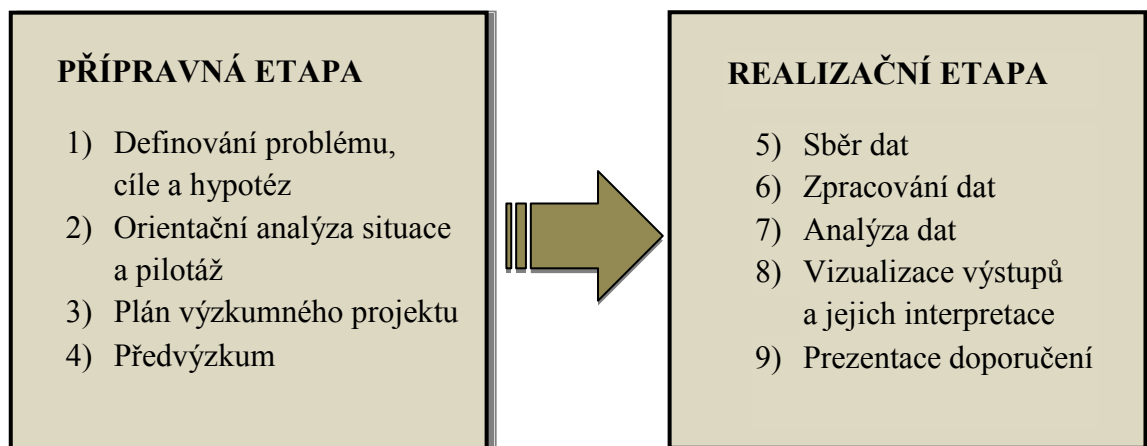 PŘÍPRAVNÁ ETAPA
1) Definování problému,
cíle a hypotéz
2) Orientační analýza situace
a pilotáž
3) Plán výzkumného projektu
4) Předvýzkum
REALIZAČNÍ ETAPA
5) Sběr dat
6) Zpracování dat
7) Analýza dat
8) Vizualizace výstupů
a jejich interpretace
9) Prezentace doporučení